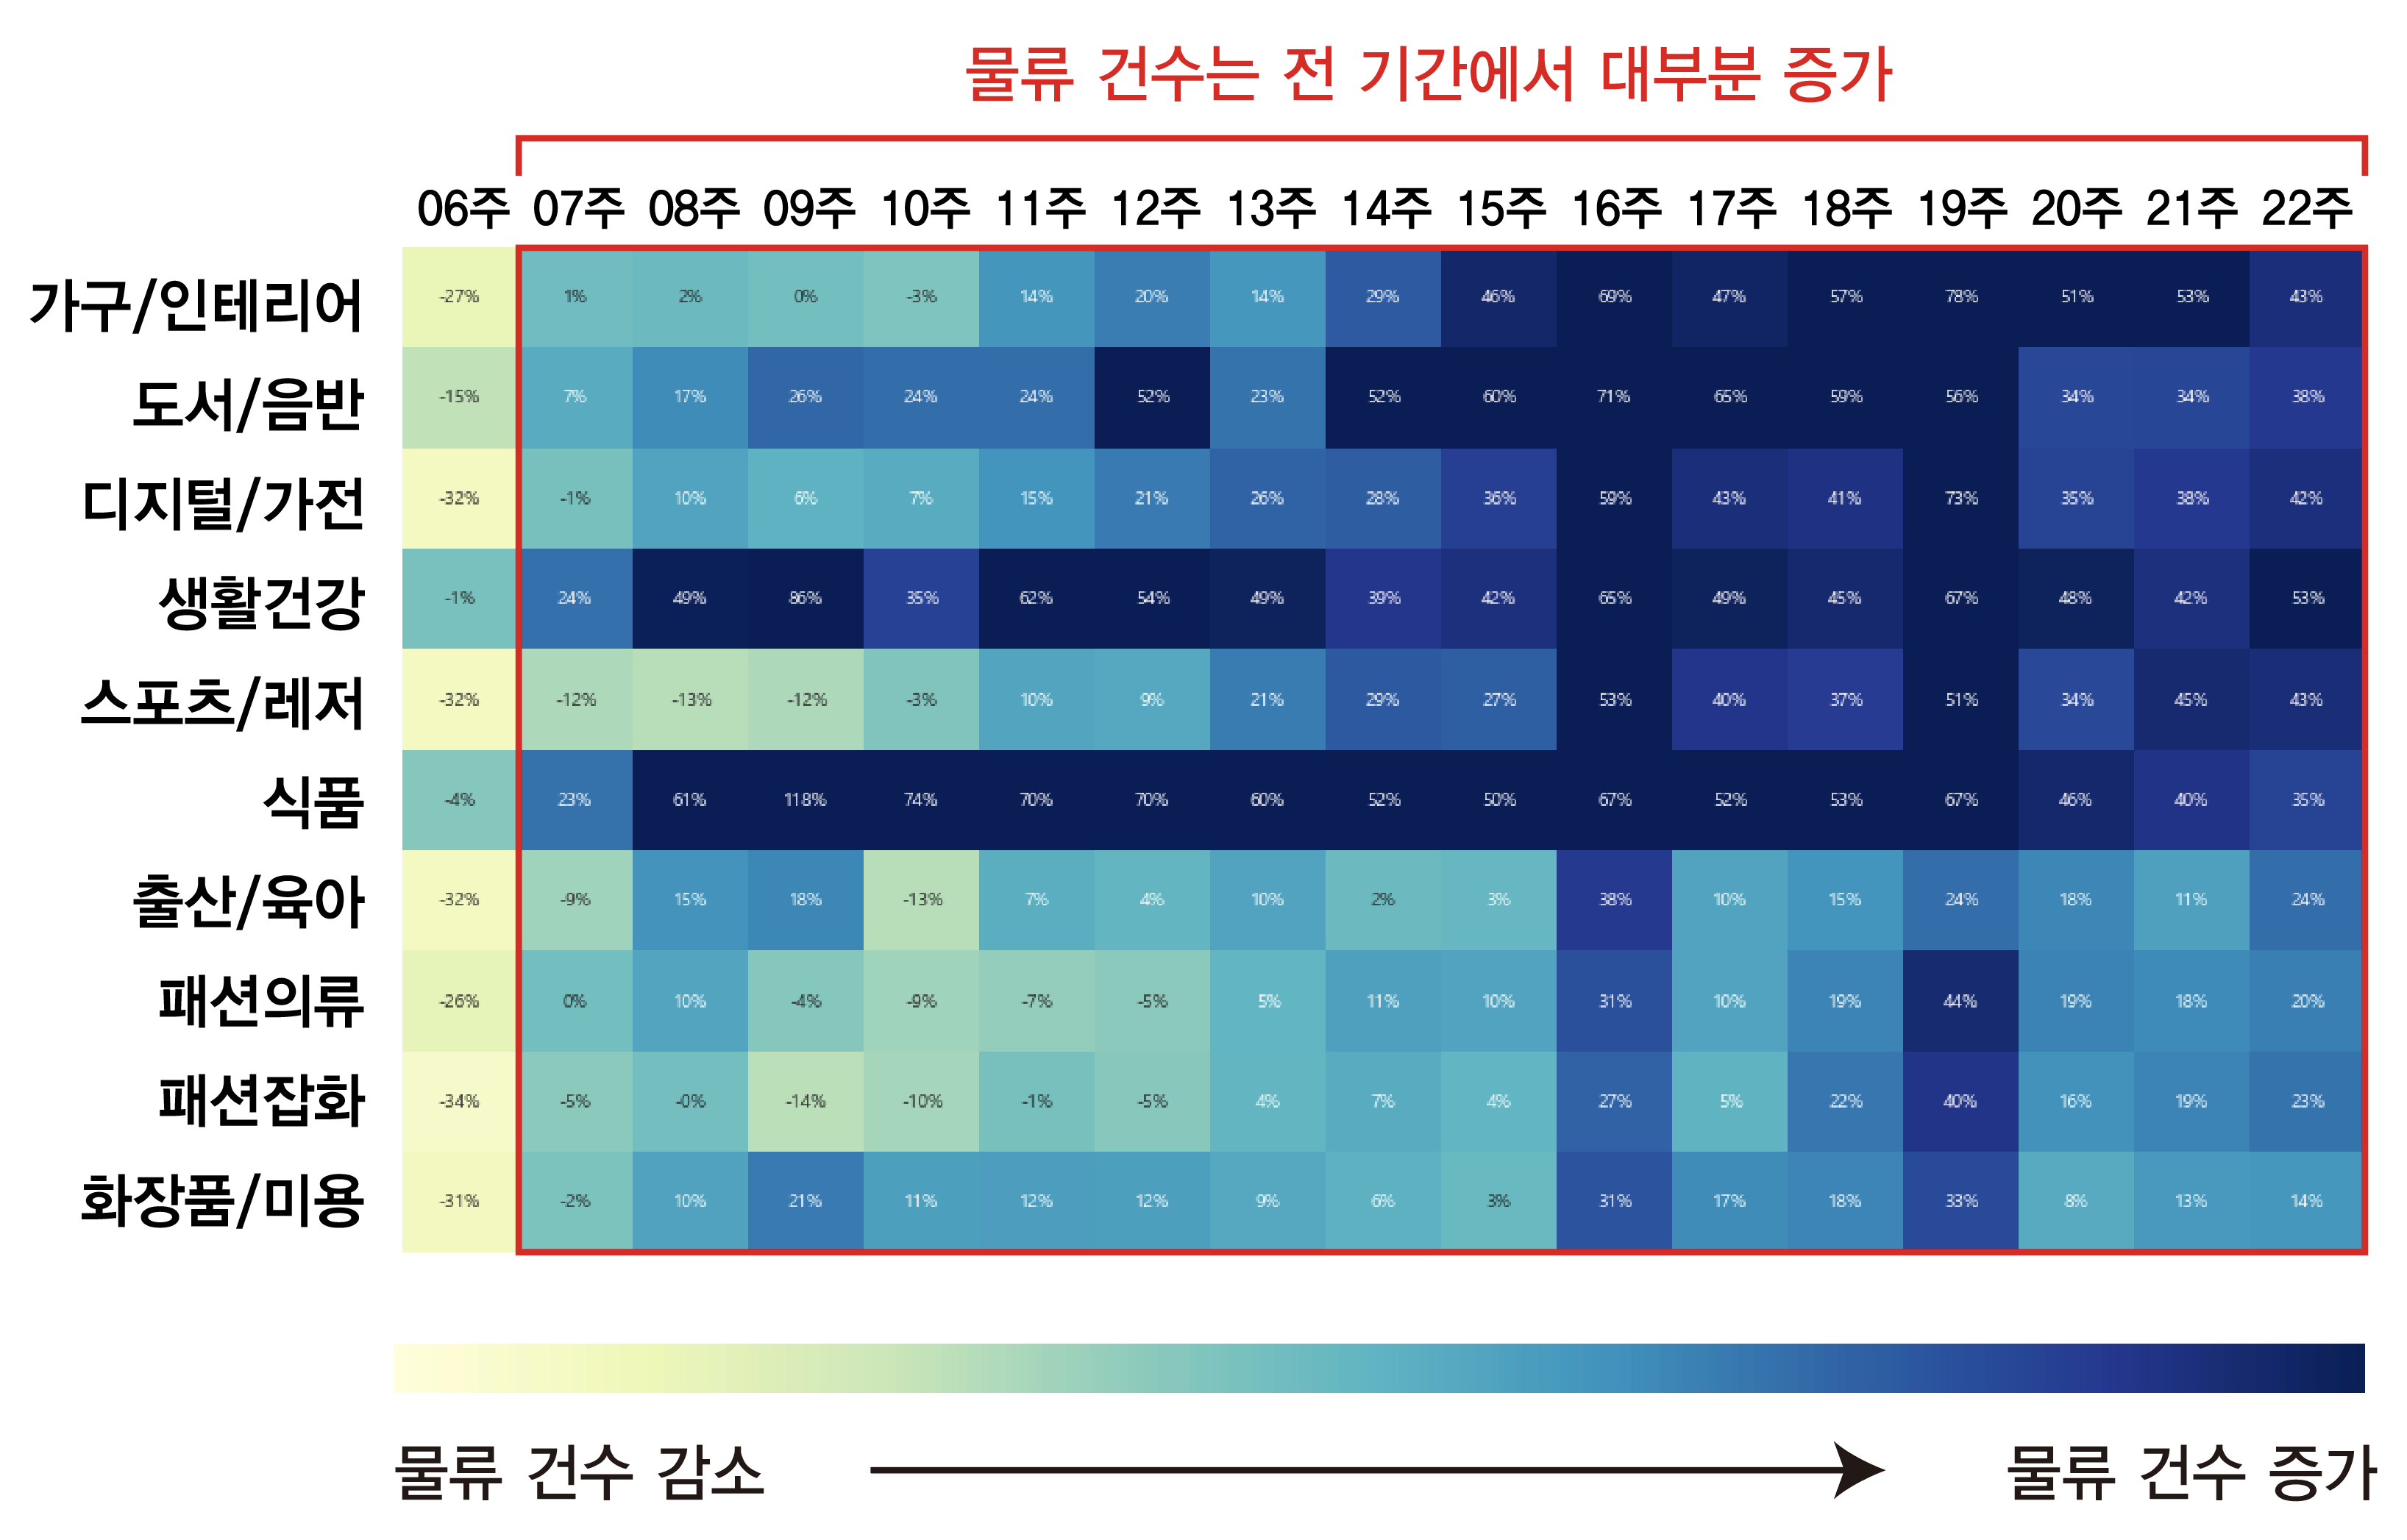 물류 건수는 전 기간에서 대부분 증가
06주 07주 08주 09주 10주 11주 12주 13주 14주 15주 16주 17주 18주 19주 20주 21주 22주
가구/인테리어 -27% 1% 2% 0% -3% 14% 20% 14% 29% 46% 69% 47% 57% 78% 51% 53% 43%
도서/음반 -15% 7% 17% 26% 24% 24% 52% 23% 52% 60% 71% 65% 59% 56% 34% 34% 38%
디지털/가전 -32% -1% 10% 6% 7% 15% 21% 26% 28% 36% 59% 43% 41% 73% 35% 38% 42%
생활건강 -1% 24% 49% 86% 35% 62% 54% 49% 39% 42% 65% 49% 45% 67% 48% 42% 53%
스포츠/레저 -32% -12% -13% -12% -3% 10% 9% 21% 29% 27% 53% 40% 37% 51% 34% 45% 43%
식품 -4% 23% 61% 118% 74% 70% 70% 60% 52% 50% 67% 52% 53% 67% 46% 40% 35%
출산/육아 -32% -9% 15% 18% -13% 7% 4% 10% 2% 3% 38% 10% 15% 24% 18% 11% 24%
패션의류 -26% 0% 10% -4% -9% -7% -5% 5% 11% 10% 31% 10% 19% 44% 19% 18% 20%
패션잡화 -34% -5% -0% -14% -10% -1% -5% 4% 7% 4% 27% 5% 22% 40% 16% 19% 23%
화장품/미용 -31% -2% 10% 21% 11% 12% 12% 9% 6% 3% 31% 17% 18% 33% 8% 13% 14%
물류 건수 감소 물류 건수 증가